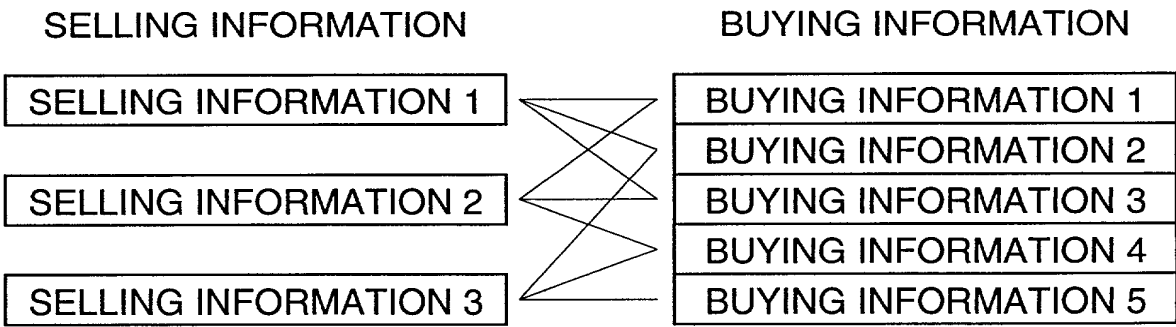 SELLING INFORMATION
SELLING INFORMATION 1
SELLING INFORMATION 2
SELLING INFORMATION 3
BUYING INFORMATION
BUYING INFORMATION 1
BUYING INFORMATION 2
BUYING INFORMATION 3
BUYING INFORMATION 4
BUYING INFORMATION 5